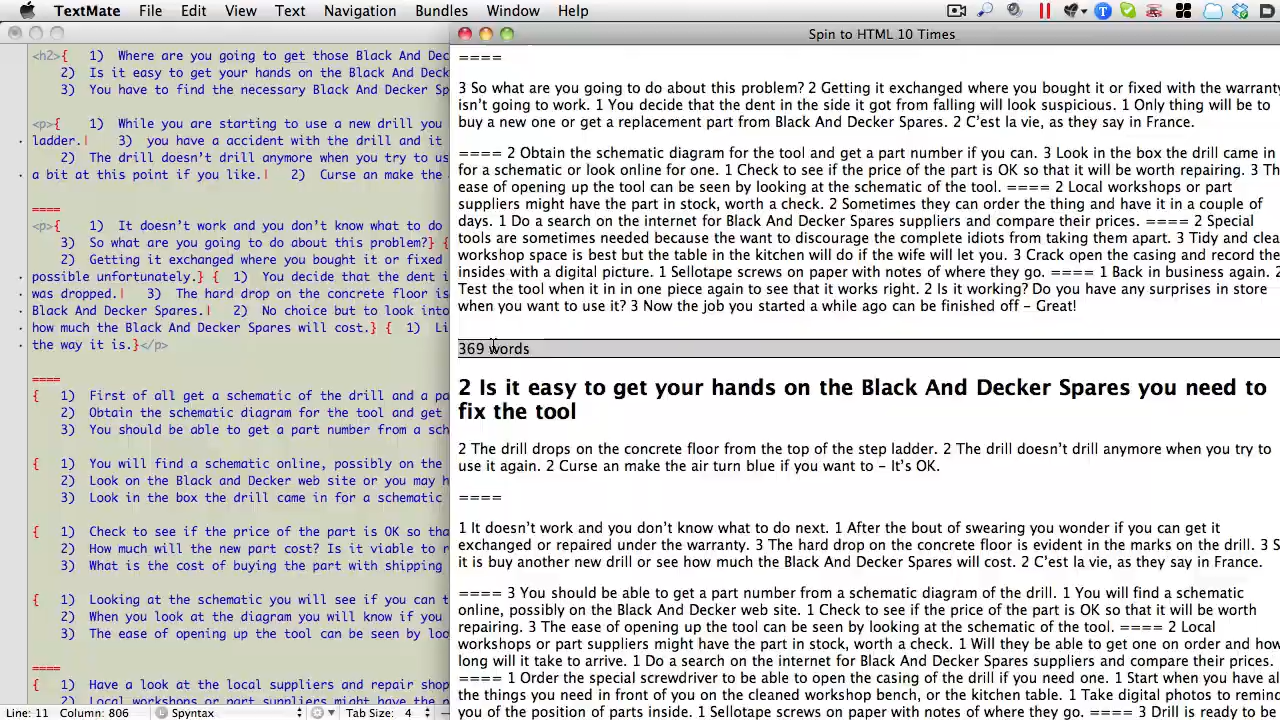 TextMate File Edit View Text Navigation Bundles Window Help
<h2>{ 1) Where are you going to get those Black And Dec
2) Is it easy to get your hands on the Black And Deck
3) You have to find the necessary Black And Decker Sp
<p>{ 1) While you are starting to use a new drill you
ladder.| 3) you have a accident with the drill and it
2) The drill doesn't drill anymore when you try to us
a bit at this point if you like.| 2) Curse an make the
====
<p>{ 1) It doesn't work and you don't know what to do
3) So what are you going to do about this problem?} {
2) Getting it exchanged where you bought it or fixed
possible unfortunately.} { 1) You decide that the dent i
was dropped.| 3) The hard drop on the concrete floor is
Black And Decker Spares.| 2) No choice but to look into
how much the Black And Decker Spares will cost.} { 1) Li
the way it is.}</p>
====
{ 1) First of all get a schematic of the drill and a pa
2) Obtain the schematic diagram for the tool and get
3) You should be able to get a part number from a sch
{ 1) You will find a schematic online, possibly on the
2) Look on the Black and Decker web site or you may h
3) Look in the box the drill came in for a schematic
{ 1) Check to see if the price of the part is OK so tha
2) How much will the new part cost? Is it viable to r
3) What is the cost of buying the part with shipping
{ 1) Looking at the schematic you will see if you can t
2) When you look at the diagram you will know if you
3) The ease of opening up the tool can be seen by loo
====
{ 1) Have a look at the local suppliers and repair shop
2) Local workshops or part suppliers might have the
Line: 11 Column: 806 Spyntax Tab Size: 4
Spin to HTML 10 Times
====
3 So what are you going to do about this problem? 2 Getting it exchanged where you bought it or fixed with the warranty
isn't going to work. 1 You decide that the dent in the side it got from falling will look suspicious. 1 Only thing will be to
buy a new one or get a replacement part from Black And Decker Spares. 2 C'est la vie, as they say in France.
==== 2 Obtain the schematic diagram for the tool and get a part number if you can. 3 Look in the box the drill came in
for a schematic or look online for one. 1 Check to see if the price of the part is OK so that it will be worth repairing. 3 Th
ease of opening up the tool can be seen by looking at the schematic of the tool. ==== 2 Local workshops or part
suppliers might have the part in stock, worth a check. 2 Sometimes they can order the thing and have it in a couple of
days. 1 Do a search on the internet for Black And Decker Spares suppliers and compare their prices. ==== 2 Special
tools are sometimes needed because the want to discourage the complete idiots from taking them apart. 3 Tidy and clea
workshop space is best but the table in the kitchen will do if the wife will let you. 3 Crack open the casing and record the
insides with a digital picture. 1 Sellotape screws on paper with notes of where they go. ==== 1 Back in business again. 2
Test the tool when it in in one piece again to see that it works right. 2 Is it working? Do you have any surprises in store
when you want to use it? 3 Now the job you started a while ago can be finished off – Great!
369 words
2 Is it easy to get your hands on the Black And Decker Spares you need to
fix the tool
2 The drill drops on the concrete floor from the top of the step ladder. 2 The drill doesn't drill anymore when you try to
use it again. 2 Curse an make the air turn blue if you want to – It's OK.
====
1 It doesn't work and you don't know what to do next. 1 After the bout of swearing you wonder if you can get it
exchanged or repaired under the warranty. 3 The hard drop on the concrete floor is evident in the marks on the drill. 3 S
it is buy another new drill or see how much the Black And Decker Spares will cost. 2 C'est la vie, as they say in France.
==== 3 You should be able to get a part number from a schematic diagram of the drill. 1 You will find a schematic
online, possibly on the Black And Decker web site. 1 Check to see if the price of the part is OK so that it will be worth
repairing. 3 The ease of opening up the tool can be seen by looking at the schematic of the tool. ==== 2 Local
workshops or part suppliers might have the part in stock, worth a check. 1 Will they be able to get one on order and how
long will it take to arrive. 1 Do a search on the internet for Black And Decker Spares suppliers and compare their prices.
==== 1 Order the special screwdriver to be able to open the casing of the drill if you need one. 1 Start when you have al
the things you need in front of you on the cleaned workshop bench, or the kitchen table. 1 Take digital photos to remind
you of the position of parts inside. 1 Sellotape screws on paper with notes of where they go. ==== 3 Drill is ready to be